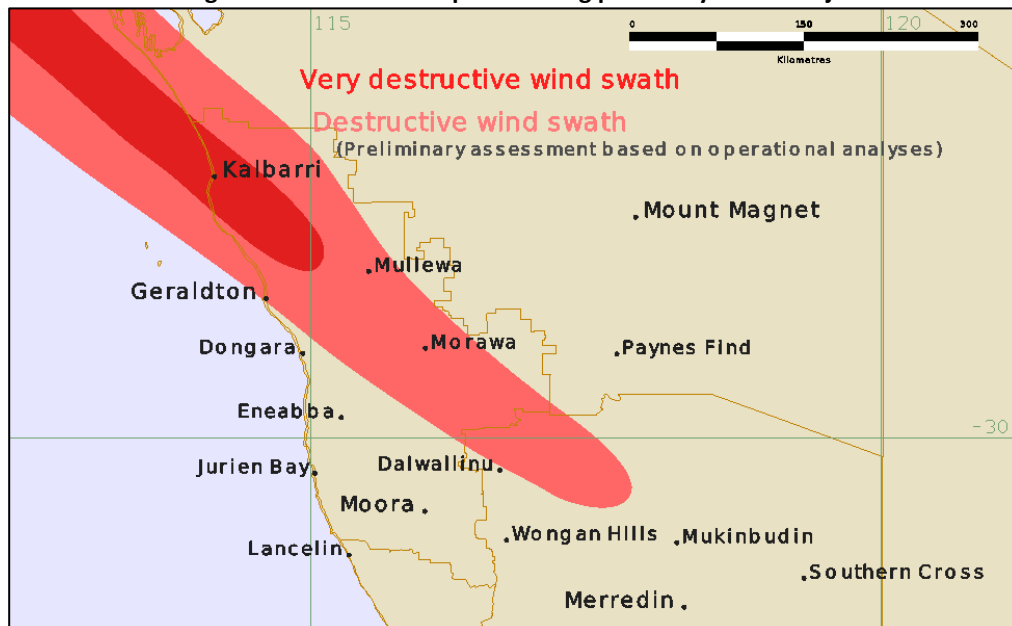 115
120
0 150 300
Kilometres
Very destructive wind swath
Destructive wind swath
(Preliminary assessment based on operational analyses)
Kalbarri
Mount Magnet
Mullewa
Geraldton
Dongara
Morawa
Paynes Find
Eneabba
-30
Jurien Bay
Dalwallinu
Moora
Wongan Hills
Mukinbudin
Lancelin
Southern Cross
Merredin